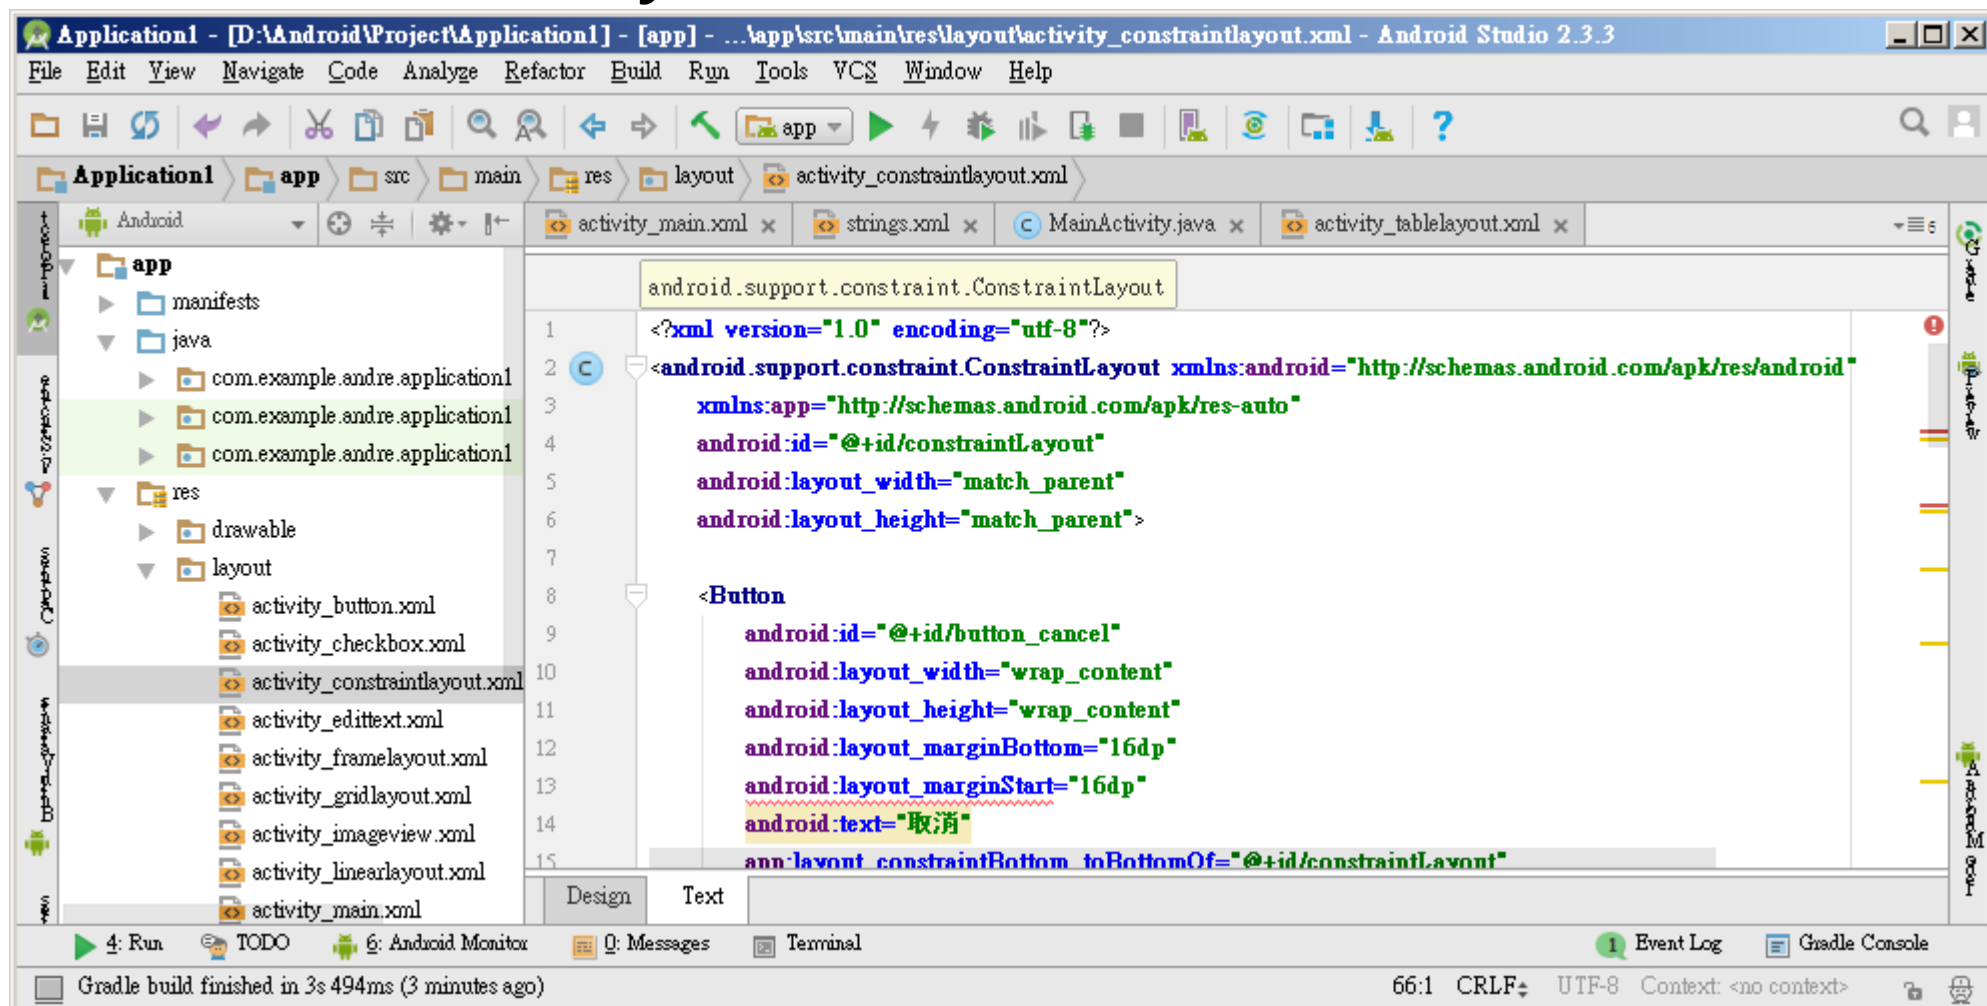 Application1 - [D:\Android\Project\Application1] - [app] - ...\app\src\main\res\layout\activity_constraintlayout.xml - Android Studio 2.3.3
File Edit View Navigate Code Analyze Refactor Build Run Tools VCS Window Help
app
Application1 app src main res layout activity_constraintlayout.xml
Android
activity_main.xml strings.xml MainActivity.java activity_tablelayout.xml
6
app
manifests
java
com.example.andre.application1
com.example.andre.application1
com.example.andre.application1
res
drawable
layout
activity_button.xml
activity_checkbox.xml
activity_constraintlayout.xml
activity_edittext.xml
activity_framelayout.xml
activity_gridlayout.xml
activity_imageview.xml
activity_linearlayout.xml
activity_main.xml
android.support.constraint.ConstraintLayout
1 <?xml version="1.0" encoding="utf-8"?>
2 <android.support.constraint.ConstraintLayout xmlns:android="http://schemas.android.com/apk/res/android"
3 xmlns:app="http://schemas.android.com/apk/res-auto"
4 android:id="@+id/constraintLayout"
5 android:layout_width="match_parent"
6 android:layout_height="match_parent">
7
8 <Button
9 android:id="@+id/button_cancel"
10 android:layout_width="wrap_content"
11 android:layout_height="wrap_content"
12 android:layout_marginBottom="16dp"
13 android:layout_marginStart="16dp"
14 android:text="取消"
15 app:layout_constraintBottom_toBottomOf="@+id/constraintLayout"
Design Text
4: Run TODO 6: Android Monitor 0: Messages Terminal 1 Event Log Gradle Console
Gradle build finished in 3s 494ms (3 minutes ago) 66:1 CRLF UTF-8 Context: <no context>